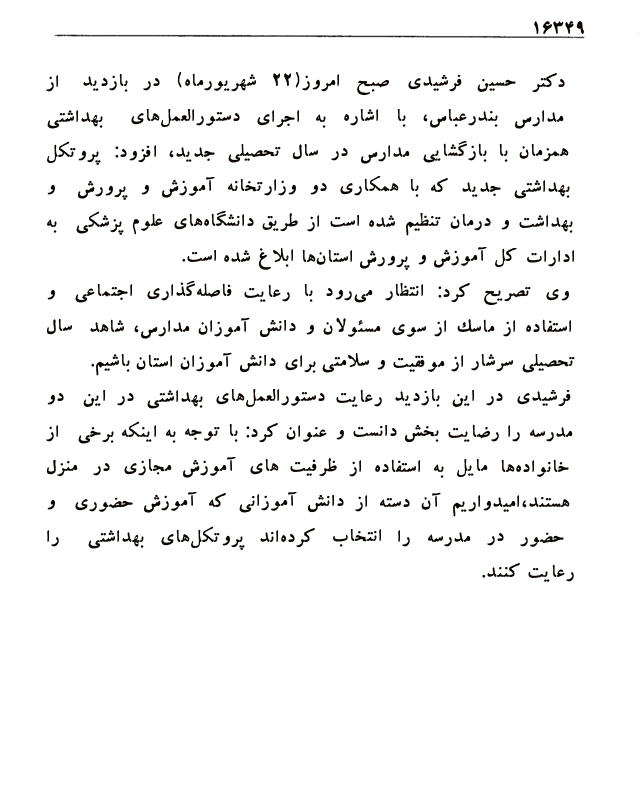 ۱۶۳۴۹
دکتر حسین فرشیدی صبح امروز(۲۲ شهریورماه) در بازدید از
مدارس بندرعباس، با اشاره به اجرای دستورالعمل‌های بهداشتی
همزمان با بازگشایی مدارس در سال تحصیلی جدید، افزود: پروتکل
بهداشتی جدید که با همکاری دو وزارتخانه آموزش و پرورش و
بهداشت و درمان تنظیم شده است از طریق دانشگاه‌های علوم پزشکی به
ادارات کل آموزش و پرورش استان‌ها ابلاغ شده است.
وی تصریح کرد: انتظار می‌رود با رعایت فاصله‌گذاری اجتماعی و
استفاده از ماسك از سوی مسئولان و دانش آموزان مدارس، شاهد سال
تحصیلی سرشار از موفقیت و سلامتی برای دانش آموزان استان باشیم.
فرشیدی در این بازدید رعایت دستورالعمل‌های بهداشتی در این دو
مدرسه را رضایت بخش دانست و عنوان کرد: با توجه به اینکه برخی از
خانواده‌ها مایل به استفاده از ظرفیت های آموزش مجازی در منزل
هستند،امیدواریم آن دسته از دانش آموزانی که آموزش حضوری و
حضور در مدرسه را انتخاب کرده‌اند پروتکل‌های بهداشتی را
رعایت کنند.